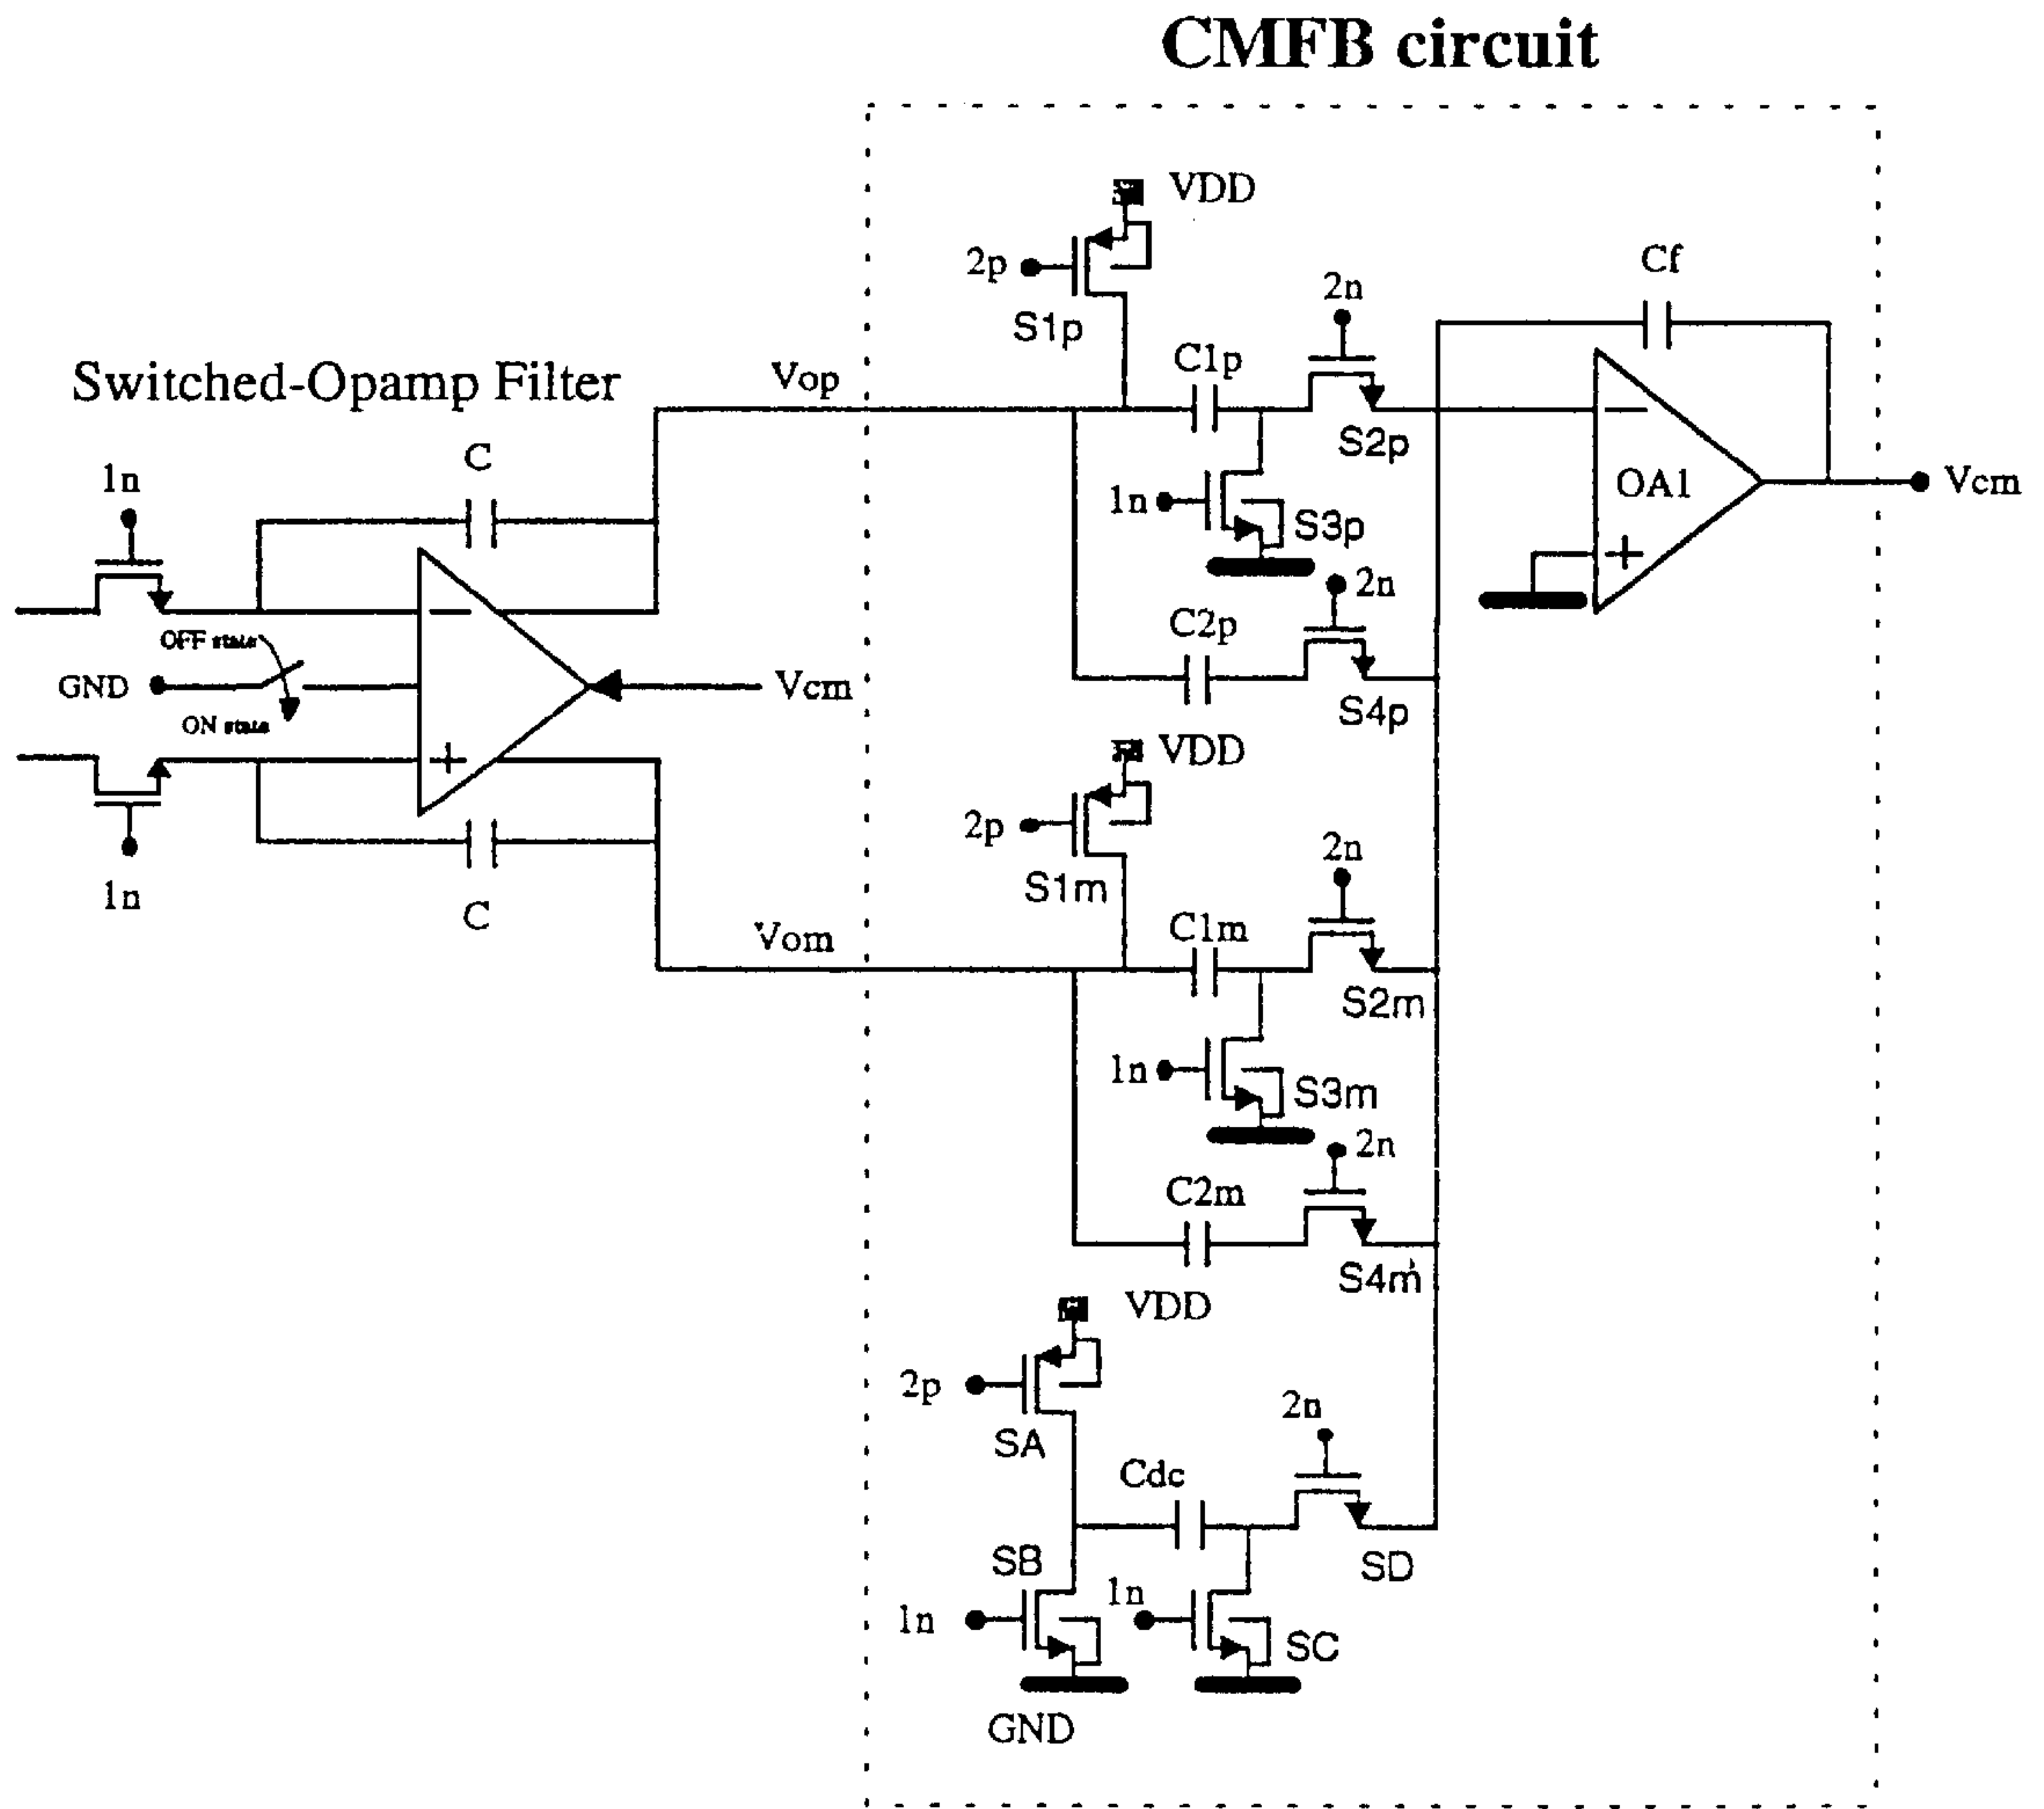 CMFB circuit
VDD
2p
S1p
Cf
2n
C1p
Switched-Opamp Filter
Vop
S2p
C
1n
1n
S3p
OA1
Vcm
2n
C2p
OFF state
GND
Vcm
S4p
ON state
VDD
2p
2n
S1m
1n
C
C1m
Vom
S2m
1n
S3m
2n
C2m
S4m
VDD
2p
2n
SA
Cdc
SB
SD
1n
1n
SC
GND